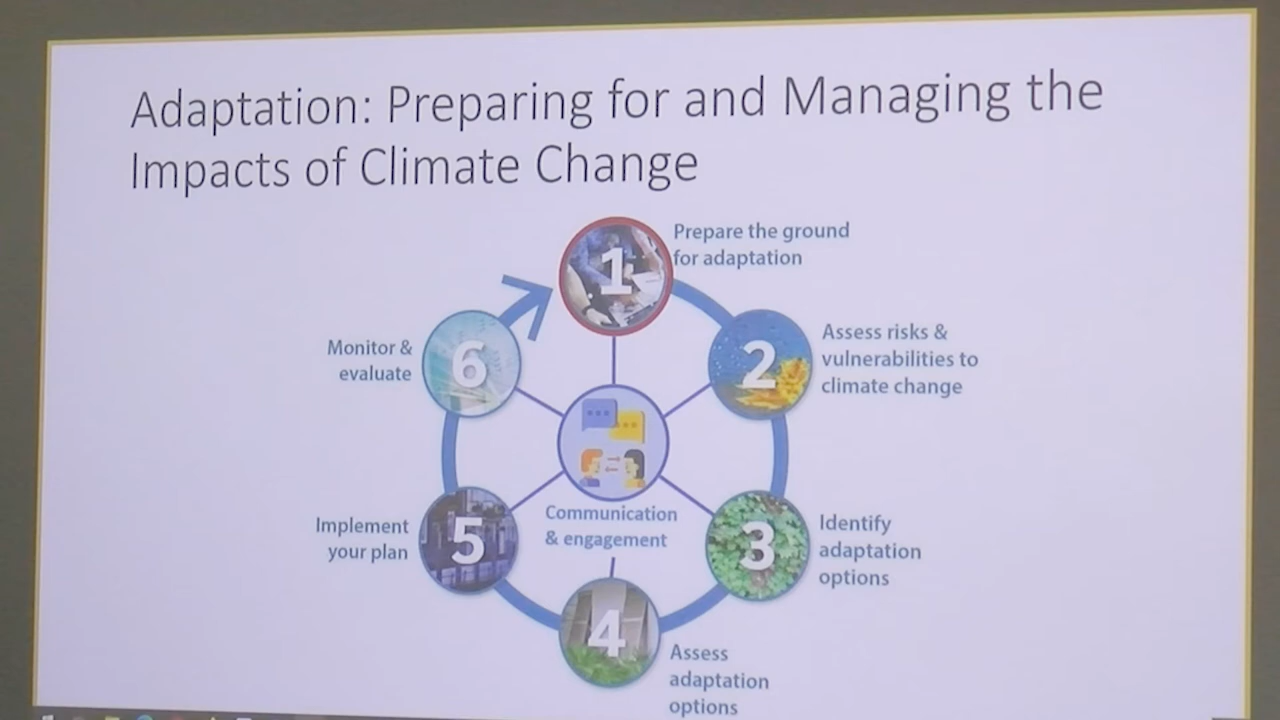 Adaptation: Preparing for and Managing the
Impacts of Climate Change
1
Prepare the ground
for adaptation
2
Assess risks &
vulnerabilities to
climate change
3
Identify
adaptation
options
4
Assess
adaptation
options
5
Implement
your plan
6
Monitor &
evaluate
Communication
& engagement